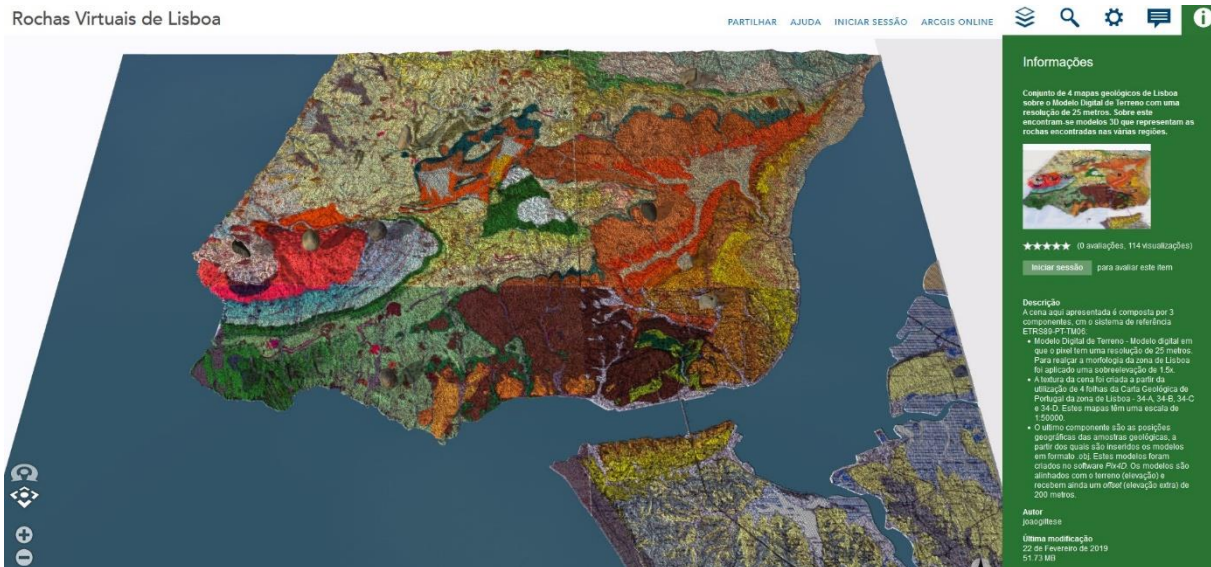 Rochas Virtuais de Lisboa
PARTILHAR AJUDA INICIAR SESSÃO ARCGIS ONLINE
Informações
Conjunto de 4 mapas geológicos de Lisboa
sobre o Modelo Digital de Terreno com uma
resolução de 25 metros. Sobre este
encontram-se modelos 3D que representam as
rochas encontradas nas várias regiões.
(0 avaliações, 114 visualizações)
Iniciar sessão para avaliar este item
Descrição
A cena aqui apresentada é composta por 3
componentes, cm o sistema de referência
ETRS89-PT-TM06:
• Modelo Digital de Terreno - Modelo digital em
que o pixel tem uma resolução de 25 metros.
Para realçar a morfologia da zona de Lisboa
foi aplicado uma sobreelevação de 1.5x.
• A textura da cena foi criada a partir da
utilização de 4 folhas da Carta Geológica de
Portugal da zona de Lisboa - 34-A, 34-B, 34-C
e 34-D. Estes mapas têm uma escala de
1:50000.
• O ultimo componente são as posições
geográficas das amostras geológicas, a
partir dos quais são inseridos os modelos
em formato .obj. Estes modelos foram
criados no software Pix4D. Os modelos são
alinhados com o terreno (elevação) e
recebem ainda um offset (elevação extra) de
200 metros.
Autor
joaogiltese
Última modificação
22 de Fevereiro de 2019
51.73 MB